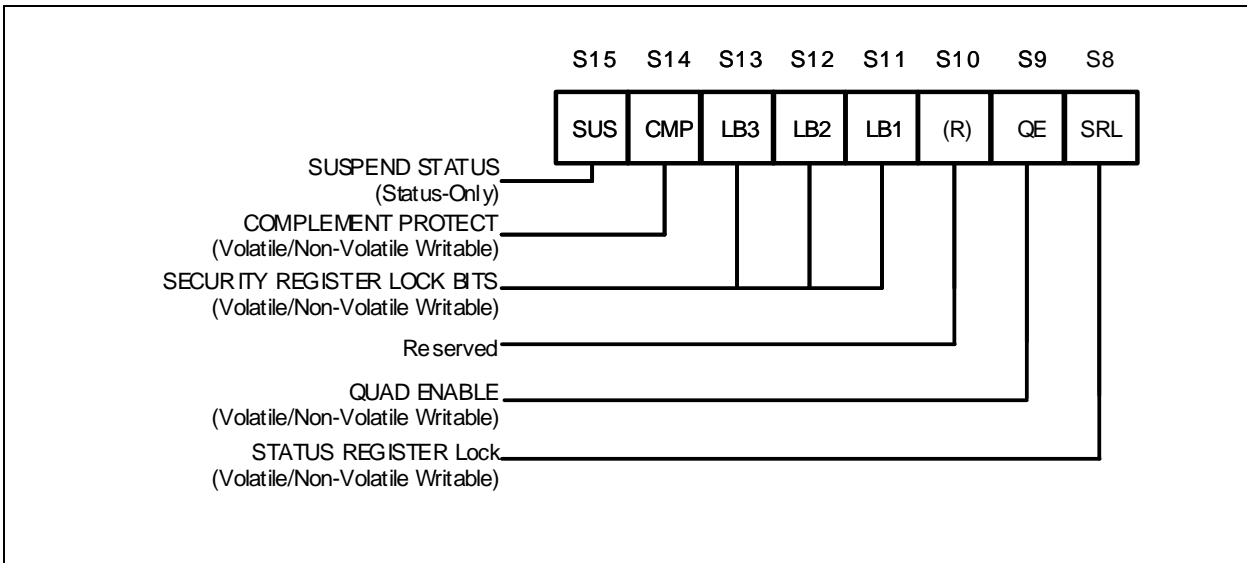 S15 S14 S13 S12 S11 S10 S9 S8
SUS CMP LB3 LB2 LB1 (R) QE SRL
SUSPEND STATUS
(Status-Only)
COMPLEMENT PROTECT
(Volatile/Non-Volatile Writable)
SECURITY REGISTER LOCK BITS
(Volatile/Non-Volatile Writable)
Reserved
QUAD ENABLE
(Volatile/Non-Volatile Writable)
STATUS REGISTER Lock
(Volatile/Non-Volatile Writable)